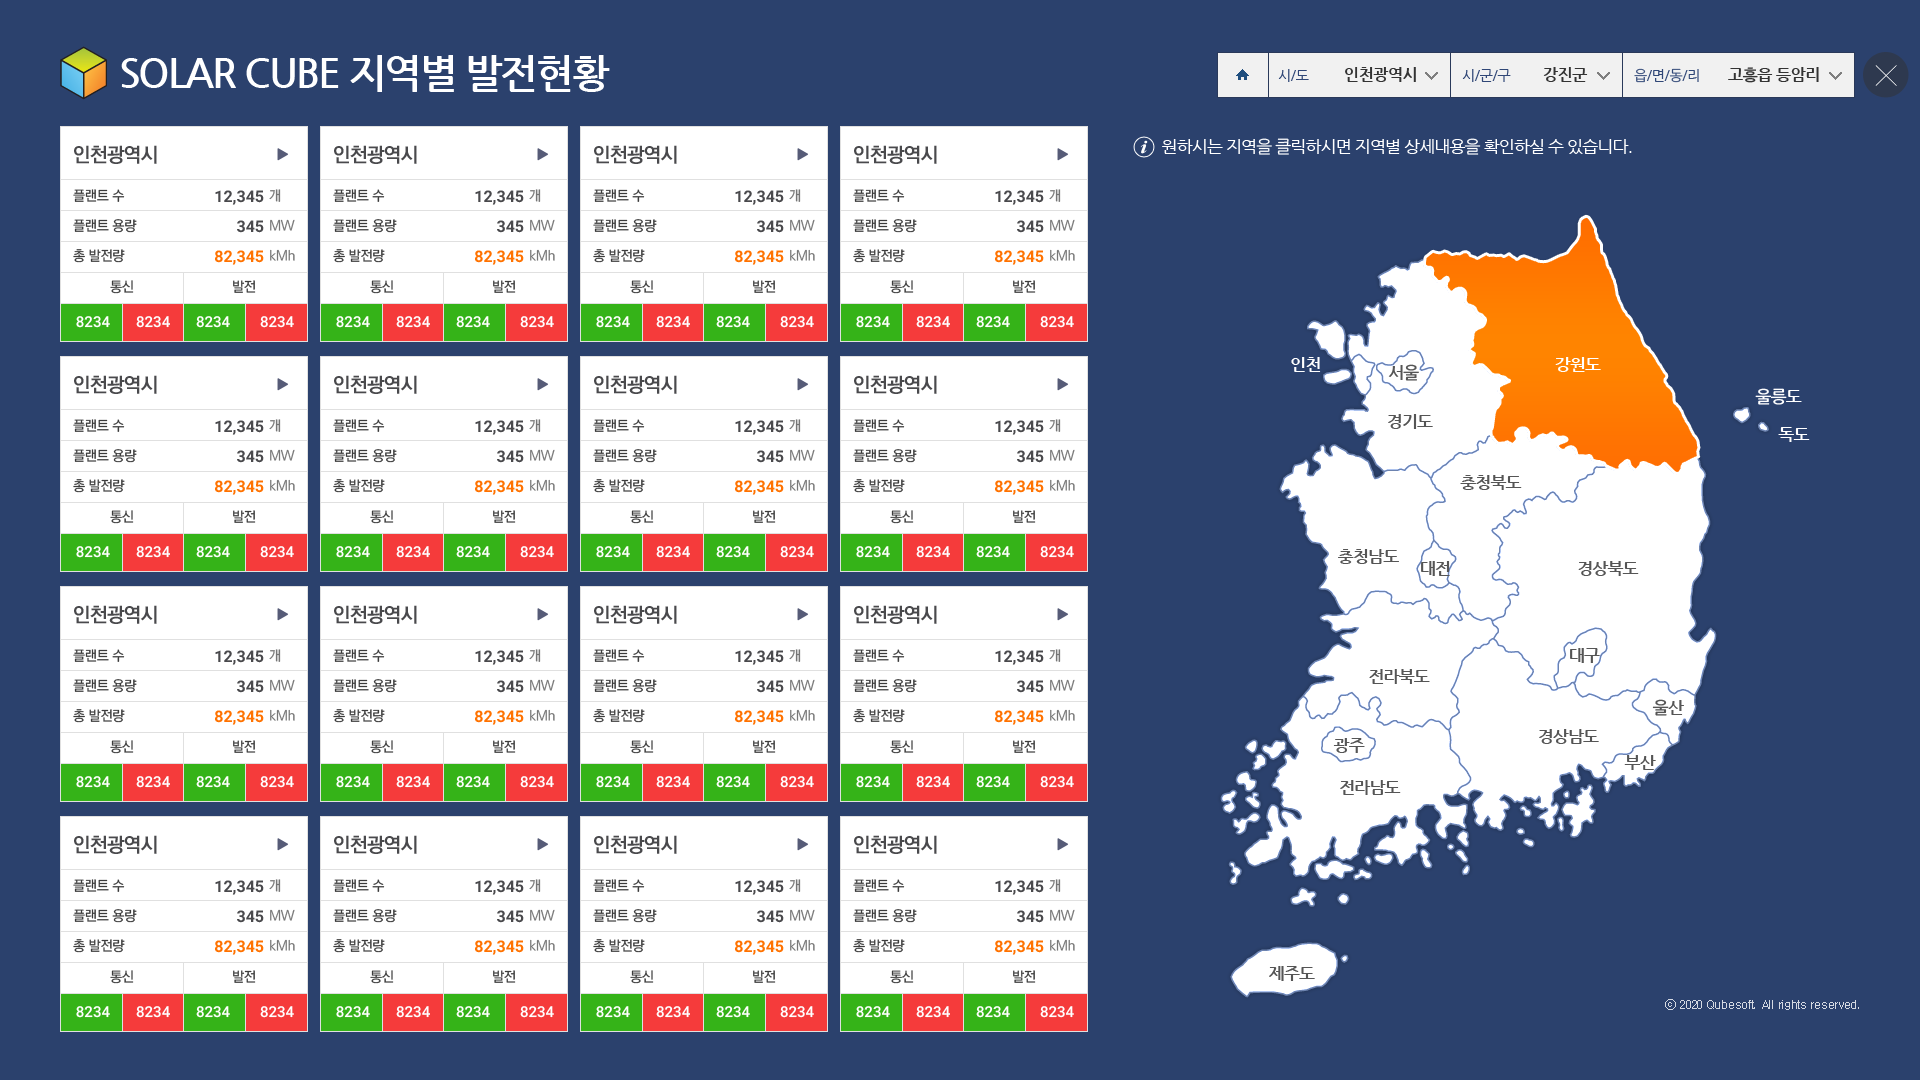 SOLAR CUBE 지역별 발전현황
시/도 인천광역시 시/군/구 강진군 읍/면/동/리 고흥읍 등암리
원하시는 지역을 클릭하시면 지역별 상세내용을 확인하실 수 있습니다.
인천광역시 인천광역시 인천광역시 인천광역시
플랜트 수 12,345 개 플랜트 수 12,345 개 플랜트 수 12,345 개 플랜트 수 12,345 개
플랜트 용량 345 MW 플랜트 용량 345 MW 플랜트 용량 345 MW 플랜트 용량 345 MW
총 발전량 82,345 kMh 총 발전량 82,345 kMh 총 발전량 82,345 kMh 총 발전량 82,345 kMh
통신 발전 통신 발전 통신 발전 통신 발전
8234 8234 8234 8234 8234 8234 8234 8234 8234 8234 8234 8234 8234 8234 8234 8234
인천광역시 인천광역시 인천광역시 인천광역시
플랜트 수 12,345 개 플랜트 수 12,345 개 플랜트 수 12,345 개 플랜트 수 12,345 개
플랜트 용량 345 MW 플랜트 용량 345 MW 플랜트 용량 345 MW 플랜트 용량 345 MW
총 발전량 82,345 kMh 총 발전량 82,345 kMh 총 발전량 82,345 kMh 총 발전량 82,345 kMh
통신 발전 통신 발전 통신 발전 통신 발전
8234 8234 8234 8234 8234 8234 8234 8234 8234 8234 8234 8234 8234 8234 8234 8234
인천광역시 인천광역시 인천광역시 인천광역시
플랜트 수 12,345 개 플랜트 수 12,345 개 플랜트 수 12,345 개 플랜트 수 12,345 개
플랜트 용량 345 MW 플랜트 용량 345 MW 플랜트 용량 345 MW 플랜트 용량 345 MW
총 발전량 82,345 kMh 총 발전량 82,345 kMh 총 발전량 82,345 kMh 총 발전량 82,345 kMh
통신 발전 통신 발전 통신 발전 통신 발전
8234 8234 8234 8234 8234 8234 8234 8234 8234 8234 8234 8234 8234 8234 8234 8234
인천광역시 인천광역시 인천광역시 인천광역시
플랜트 수 12,345 개 플랜트 수 12,345 개 플랜트 수 12,345 개 플랜트 수 12,345 개
플랜트 용량 345 MW 플랜트 용량 345 MW 플랜트 용량 345 MW 플랜트 용량 345 MW
총 발전량 82,345 kMh 총 발전량 82,345 kMh 총 발전량 82,345 kMh 총 발전량 82,345 kMh
통신 발전 통신 발전 통신 발전 통신 발전
8234 8234 8234 8234 8234 8234 8234 8234 8234 8234 8234 8234 8234 8234 8234 8234
인천 서울 강원도
울릉도
경기도
독도
충청북도
충청남도 대전 경상북도
대구
전라북도
울산
경상남도
광주
부산
전라남도
제주도
ⓒ 2020 Qubesoft. All rights reserved.